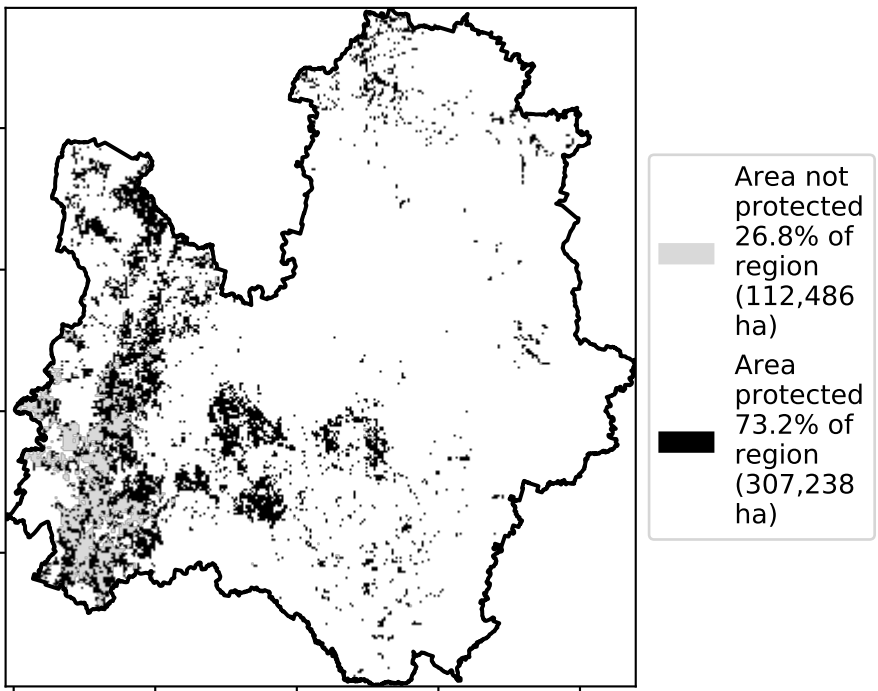 Area not
protected
26.8% of
region
(112,486
ha)
Area
protected
73.2% of
region
(307,238
ha)